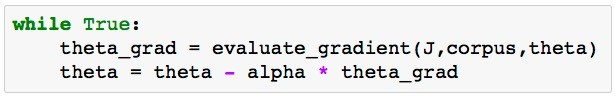 while True:
    theta_grad = evaluate_gradient(J,corpus,theta)
    theta = theta - alpha * theta_grad